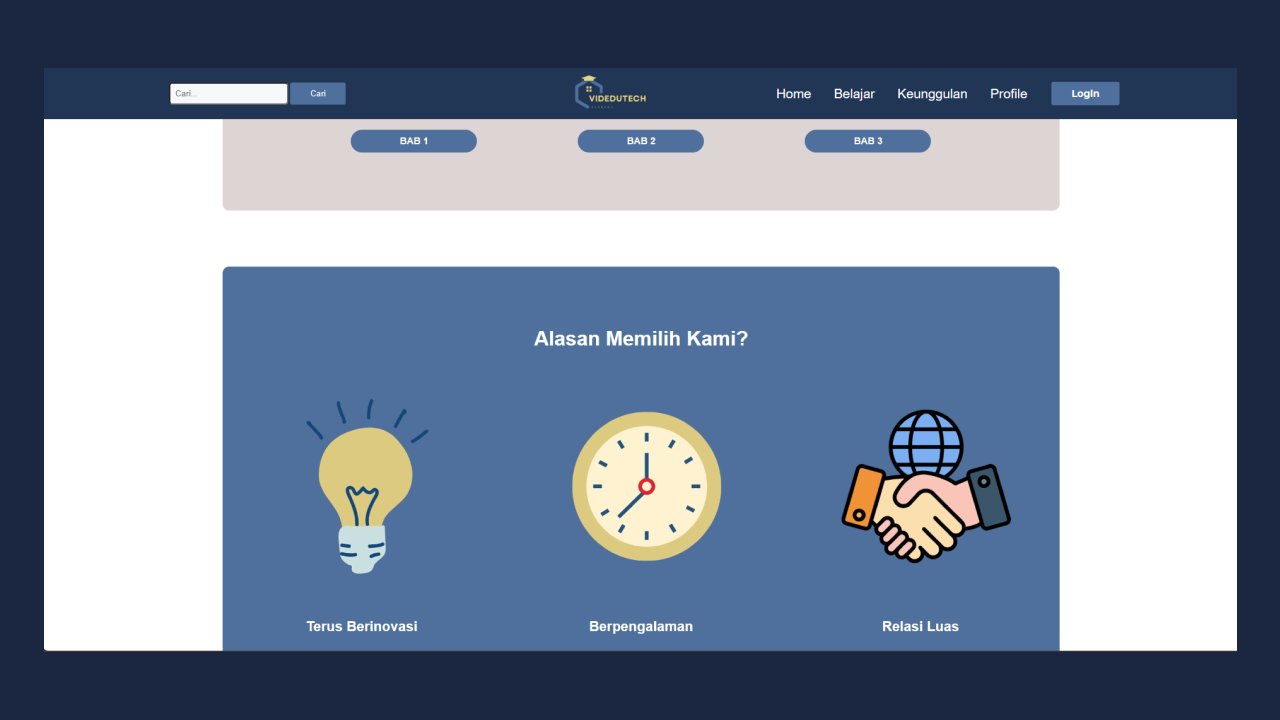 Cari...
Cari
VIDEDUTECH
Home
Belajar
Keunggulan
Profile
Login
BAB 1
BAB 2
BAB 3
Alasan Memilih Kami?
Terus Berinovasi
Berpengalaman
Relasi Luas